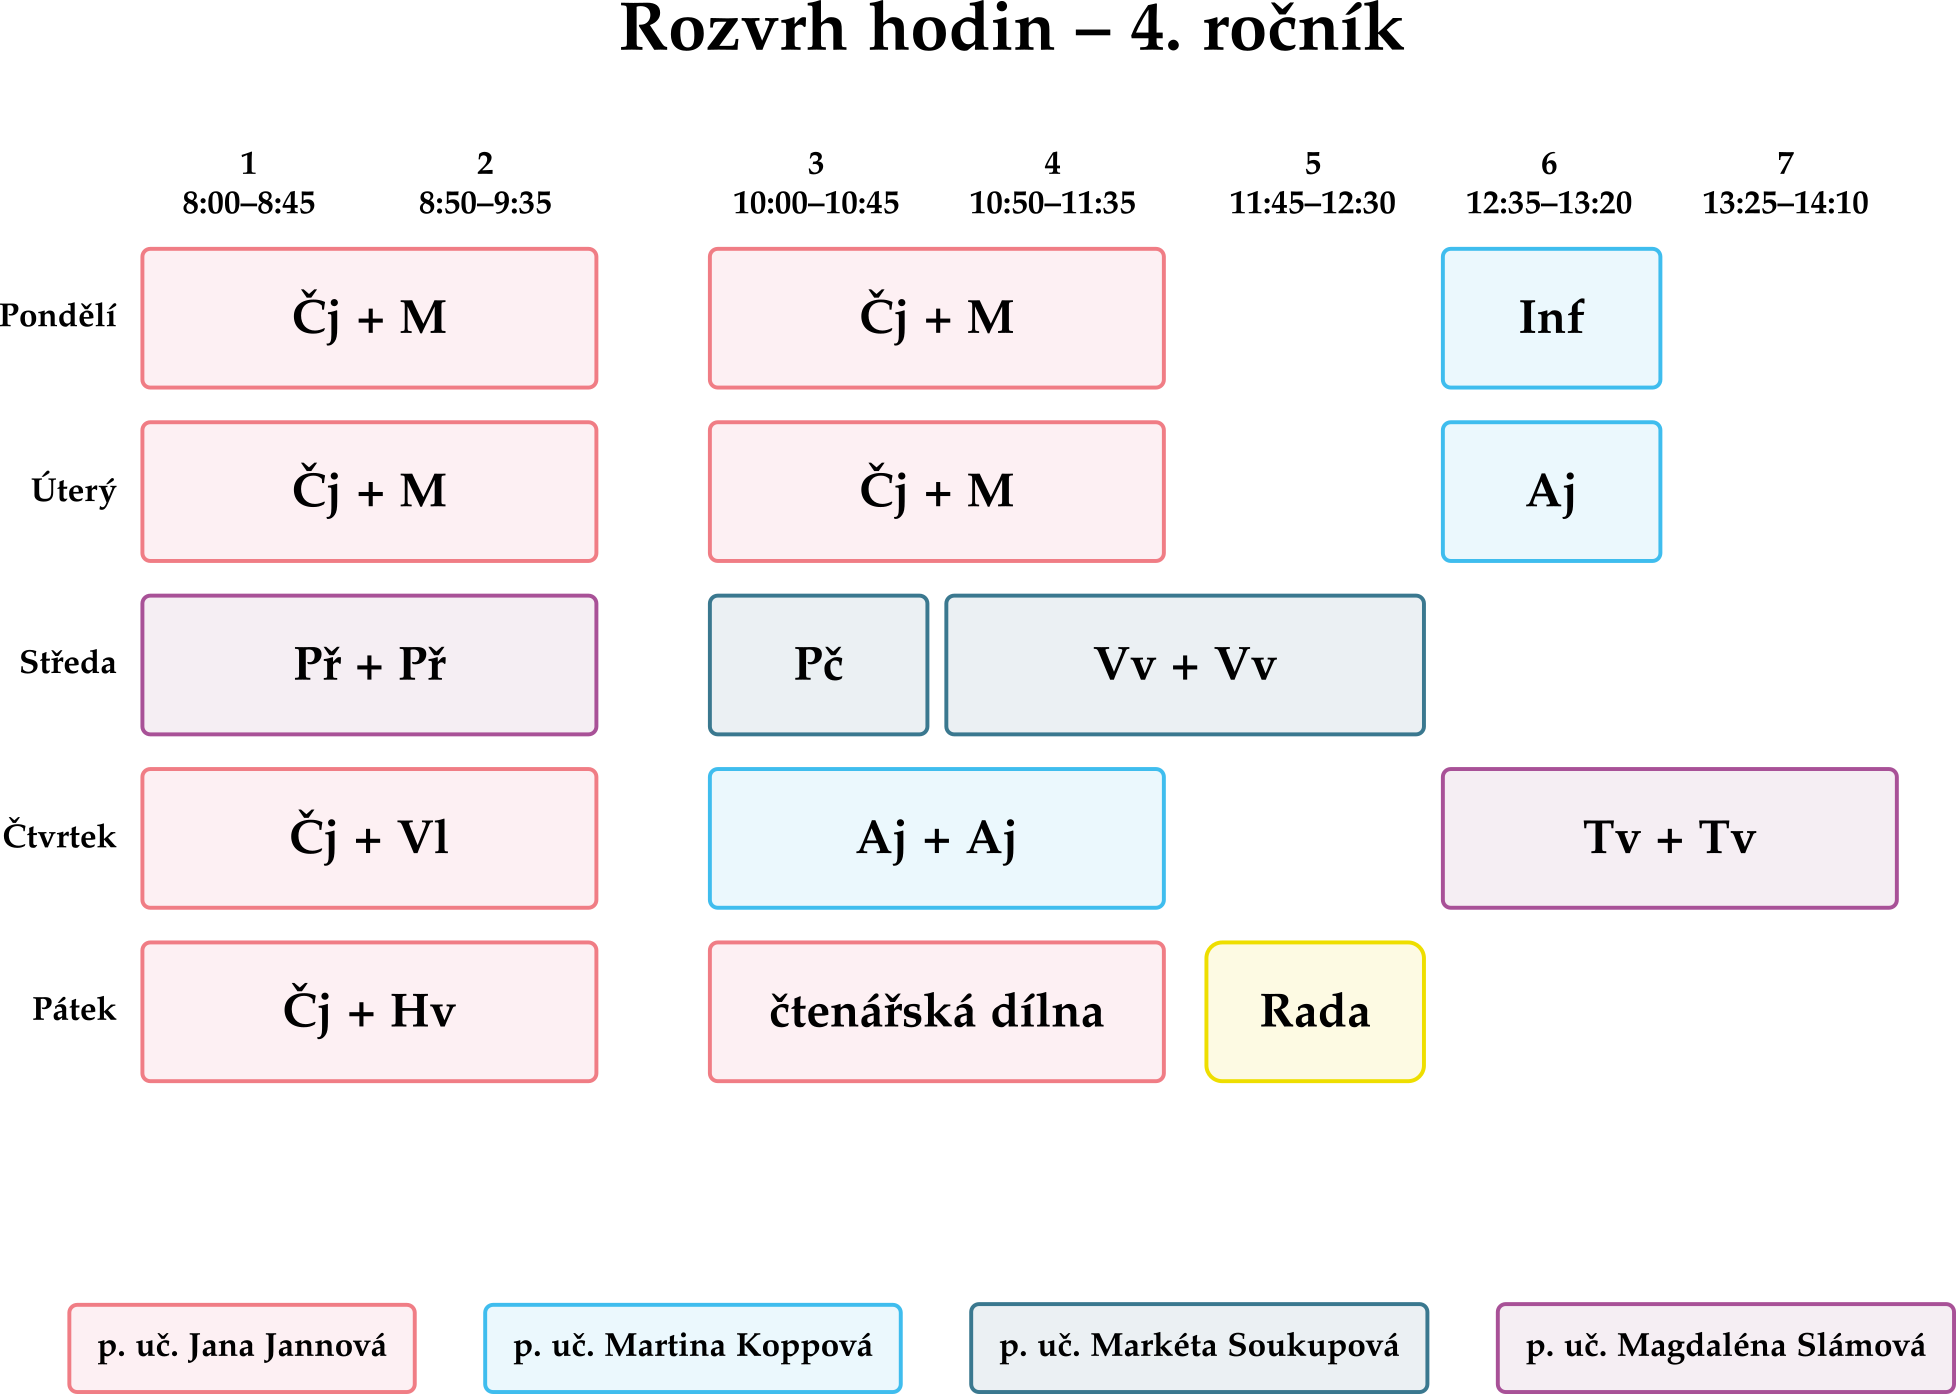 Rozvrh hodin – 4. ročník
1 2 3 4 5 6 7
8:00–8:45 8:50–9:35 10:00–10:45 10:50–11:35 11:45–12:30 12:35–13:20 13:25–14:10
Pondělí Čj + M Čj + M Inf
Úterý Čj + M Čj + M Aj
Středa Př + Př Pč Vv + Vv
Čtvrtek Čj + Vl Aj + Aj Tv + Tv
Pátek Čj + Hv čtenářská dílna Rada
p. uč. Jana Jannová p. uč. Martina Koppová p. uč. Markéta Soukupová p. uč. Magdaléna Slámová